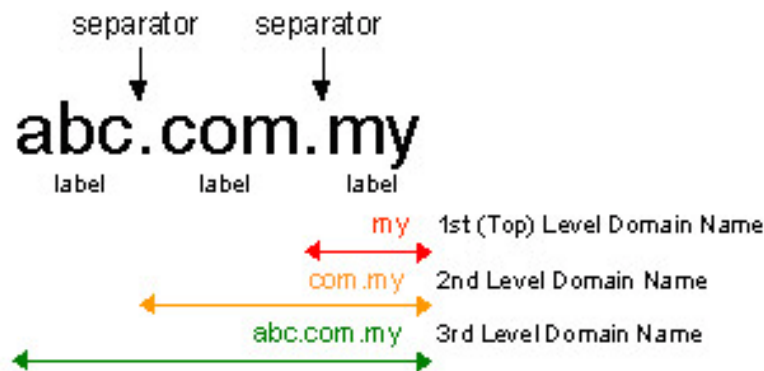 separator separator
abc.com.my
label label label
my 1st (Top) Level Domain Name
com.my 2nd Level Domain Name
abc.com.my 3rd Level Domain Name